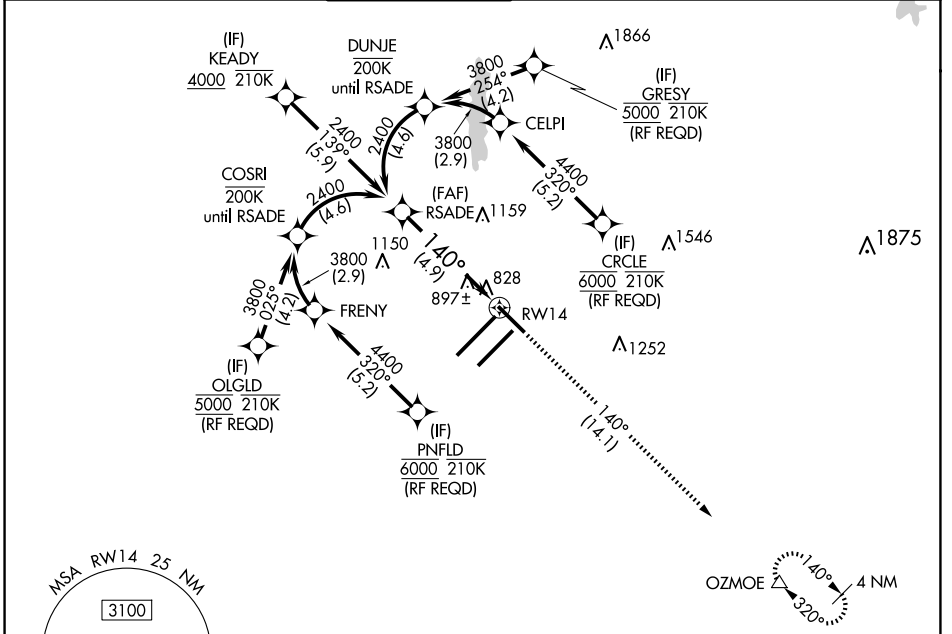 (IF)
KEADY
4000 210K
DUNJE
200K
until RSADE
1866
3800
254°
(4.2)
(IF)
GRESY
5000 210K
(RF REQD)
CELPI
3800
(2.9)
2400
(4.6)
2400
139°
(5.9)
COSRI
200K
until RSADE
2400
(4.6)
(FAF)
RSADE
1159
4400
320°
(5.2)
(IF)
CRCLE
6000 210K
(RF REQD)
1546
1875
1150
3800
(2.9)
140°
(4.9)
828
897±
RW14
1252
3800
025°
(4.2)
FRENY
(IF)
OLGLD
5000 210K
(RF REQD)
4400
320°
(5.2)
(IF)
PNFLD
6000 210K
(RF REQD)
140°
(14.1)
MSA RW14 25 NM
3100
OZMOE
140°
4 NM
320°